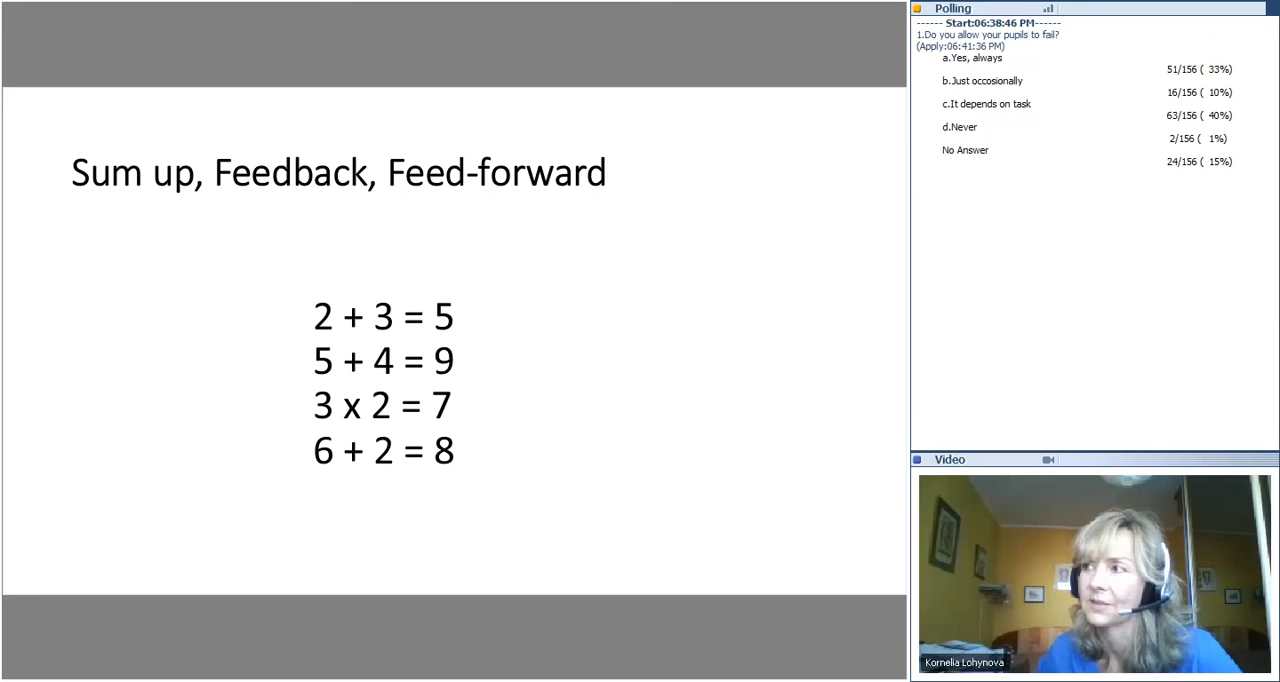 Sum up, Feedback, Feed-forward
2 + 3 = 5
5 + 4 = 9
3 x 2 = 7
6 + 2 = 8
Polling
------ Start:06:38:46 PM------
1.Do you allow your pupils to fail?
(Apply:06:41:36 PM)
a.Yes, always
51/156 ( 33%)
b.Just occosionally
16/156 ( 10%)
c.It depends on task
63/156 ( 40%)
d.Never
2/156 ( 1%)
No Answer
24/156 ( 15%)
Video
Kornelia Lohynova